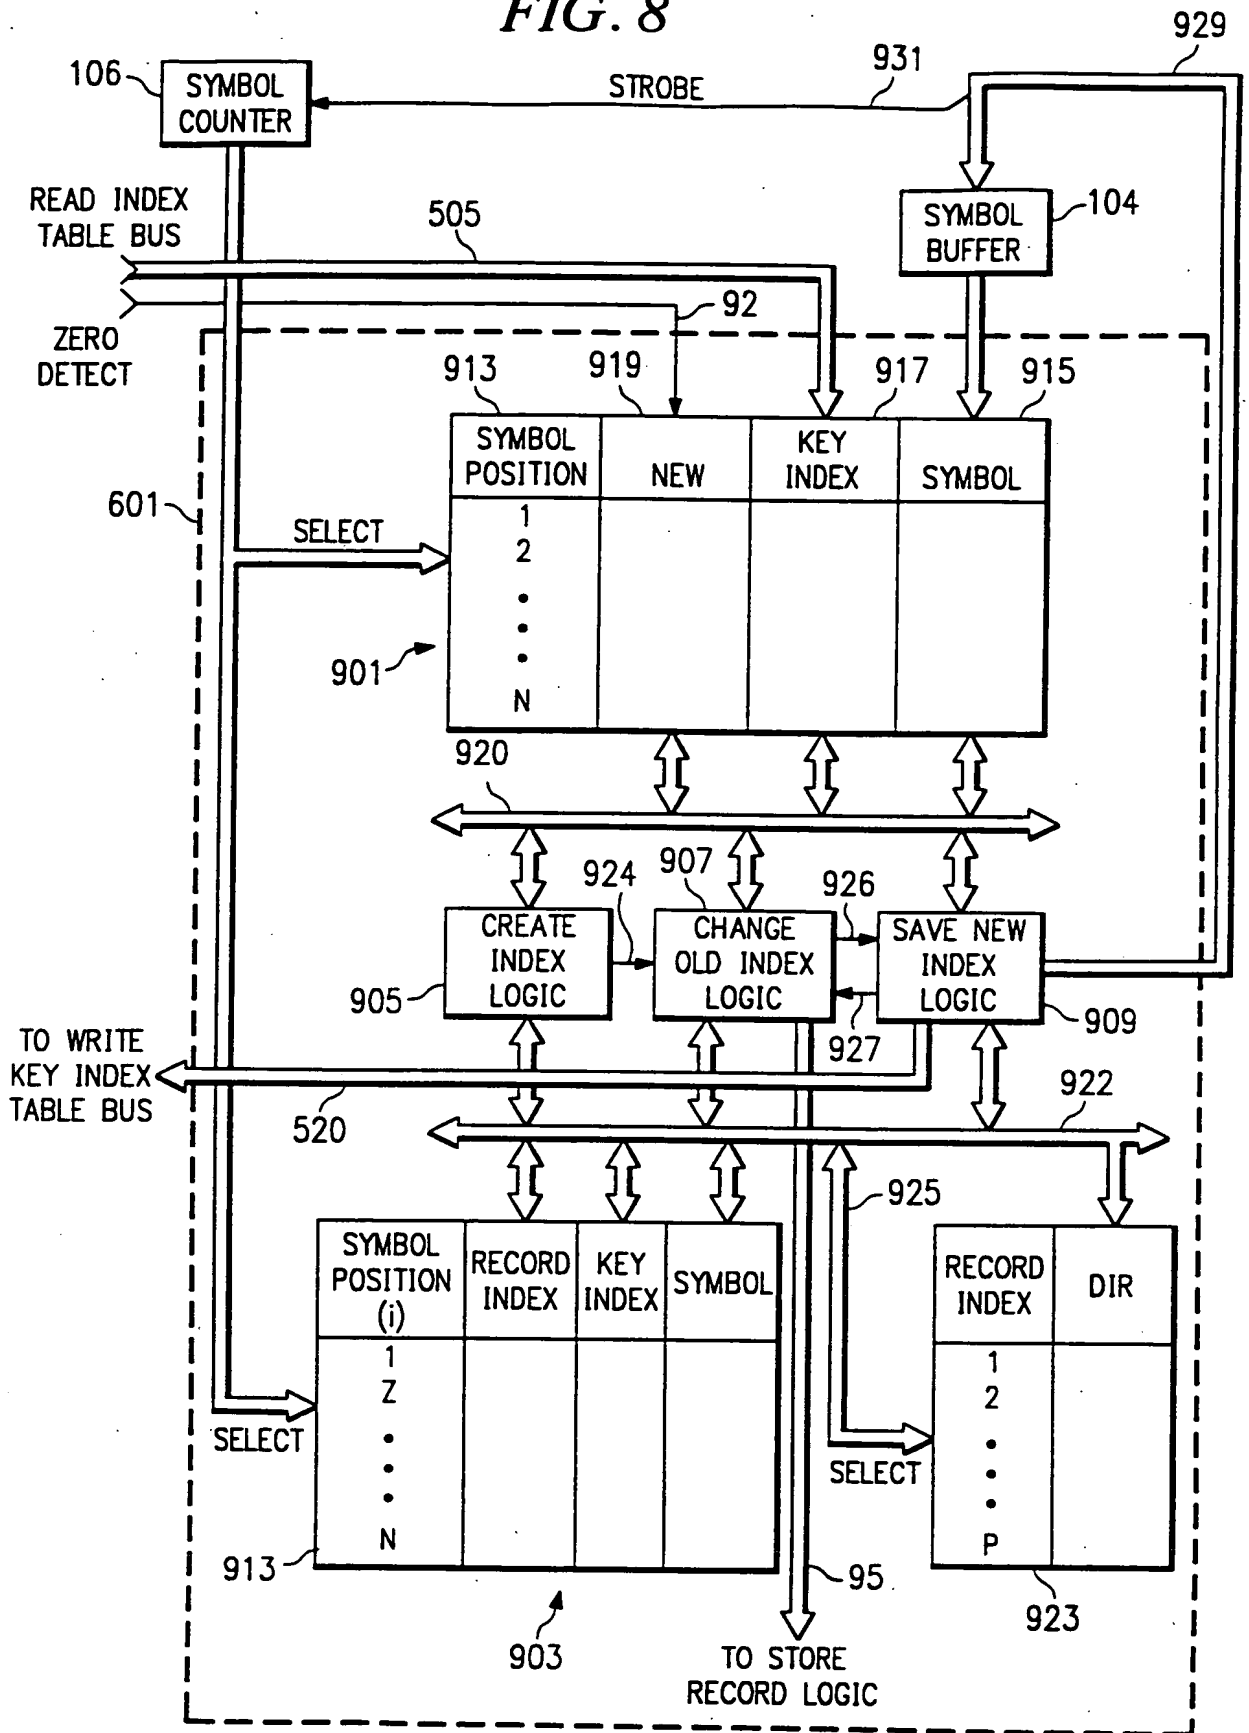 FIG. 8
929
106
SYMBOL
COUNTER
STROBE
931
READ INDEX
TABLE BUS
505
SYMBOL
BUFFER
104
ZERO
DETECT
92
913
919
917
915
SYMBOL
POSITION
NEW
KEY
INDEX
SYMBOL
601
SELECT
1
2
N
901
920
907
924
926
CREATE
INDEX
LOGIC
CHANGE
OLD INDEX
LOGIC
SAVE NEW
INDEX
LOGIC
905
927
909
TO WRITE
KEY INDEX
TABLE BUS
520
922
925
SYMBOL
POSITION
(i)
RECORD
INDEX
KEY
INDEX
SYMBOL
RECORD
INDEX
DIR
1
Z
N
1
2
P
SELECT
SELECT
913
95
923
903
TO STORE
RECORD LOGIC